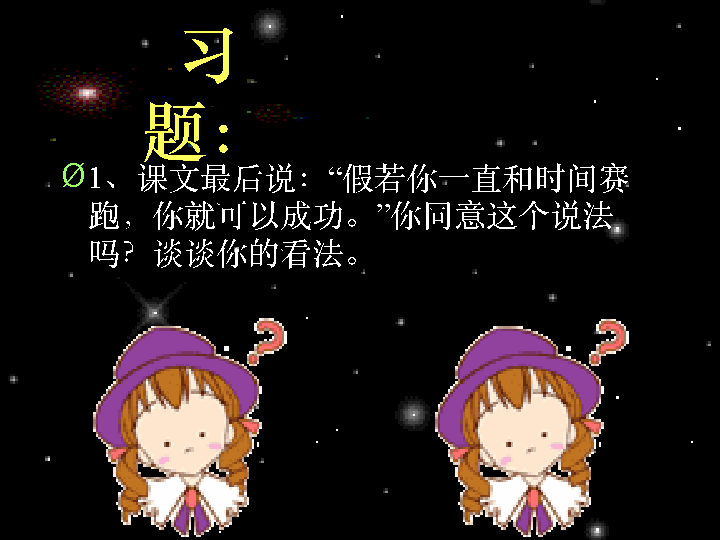 习
题：
Ø1、课文最后说：“假若你一直和时间赛
跑，你就可以成功。”你同意这个说法
吗？谈谈你的看法。